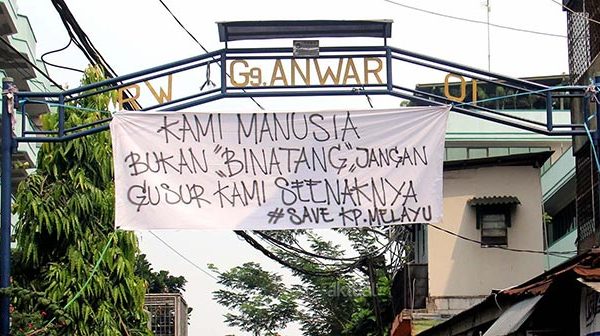 RW Gg. ANWAR 01
KAMI MANUSIA
BUKAN "BINATANG", JANGAN
GUSUR KAMI SEENAKNYA
# SAVE KP. MELAYU